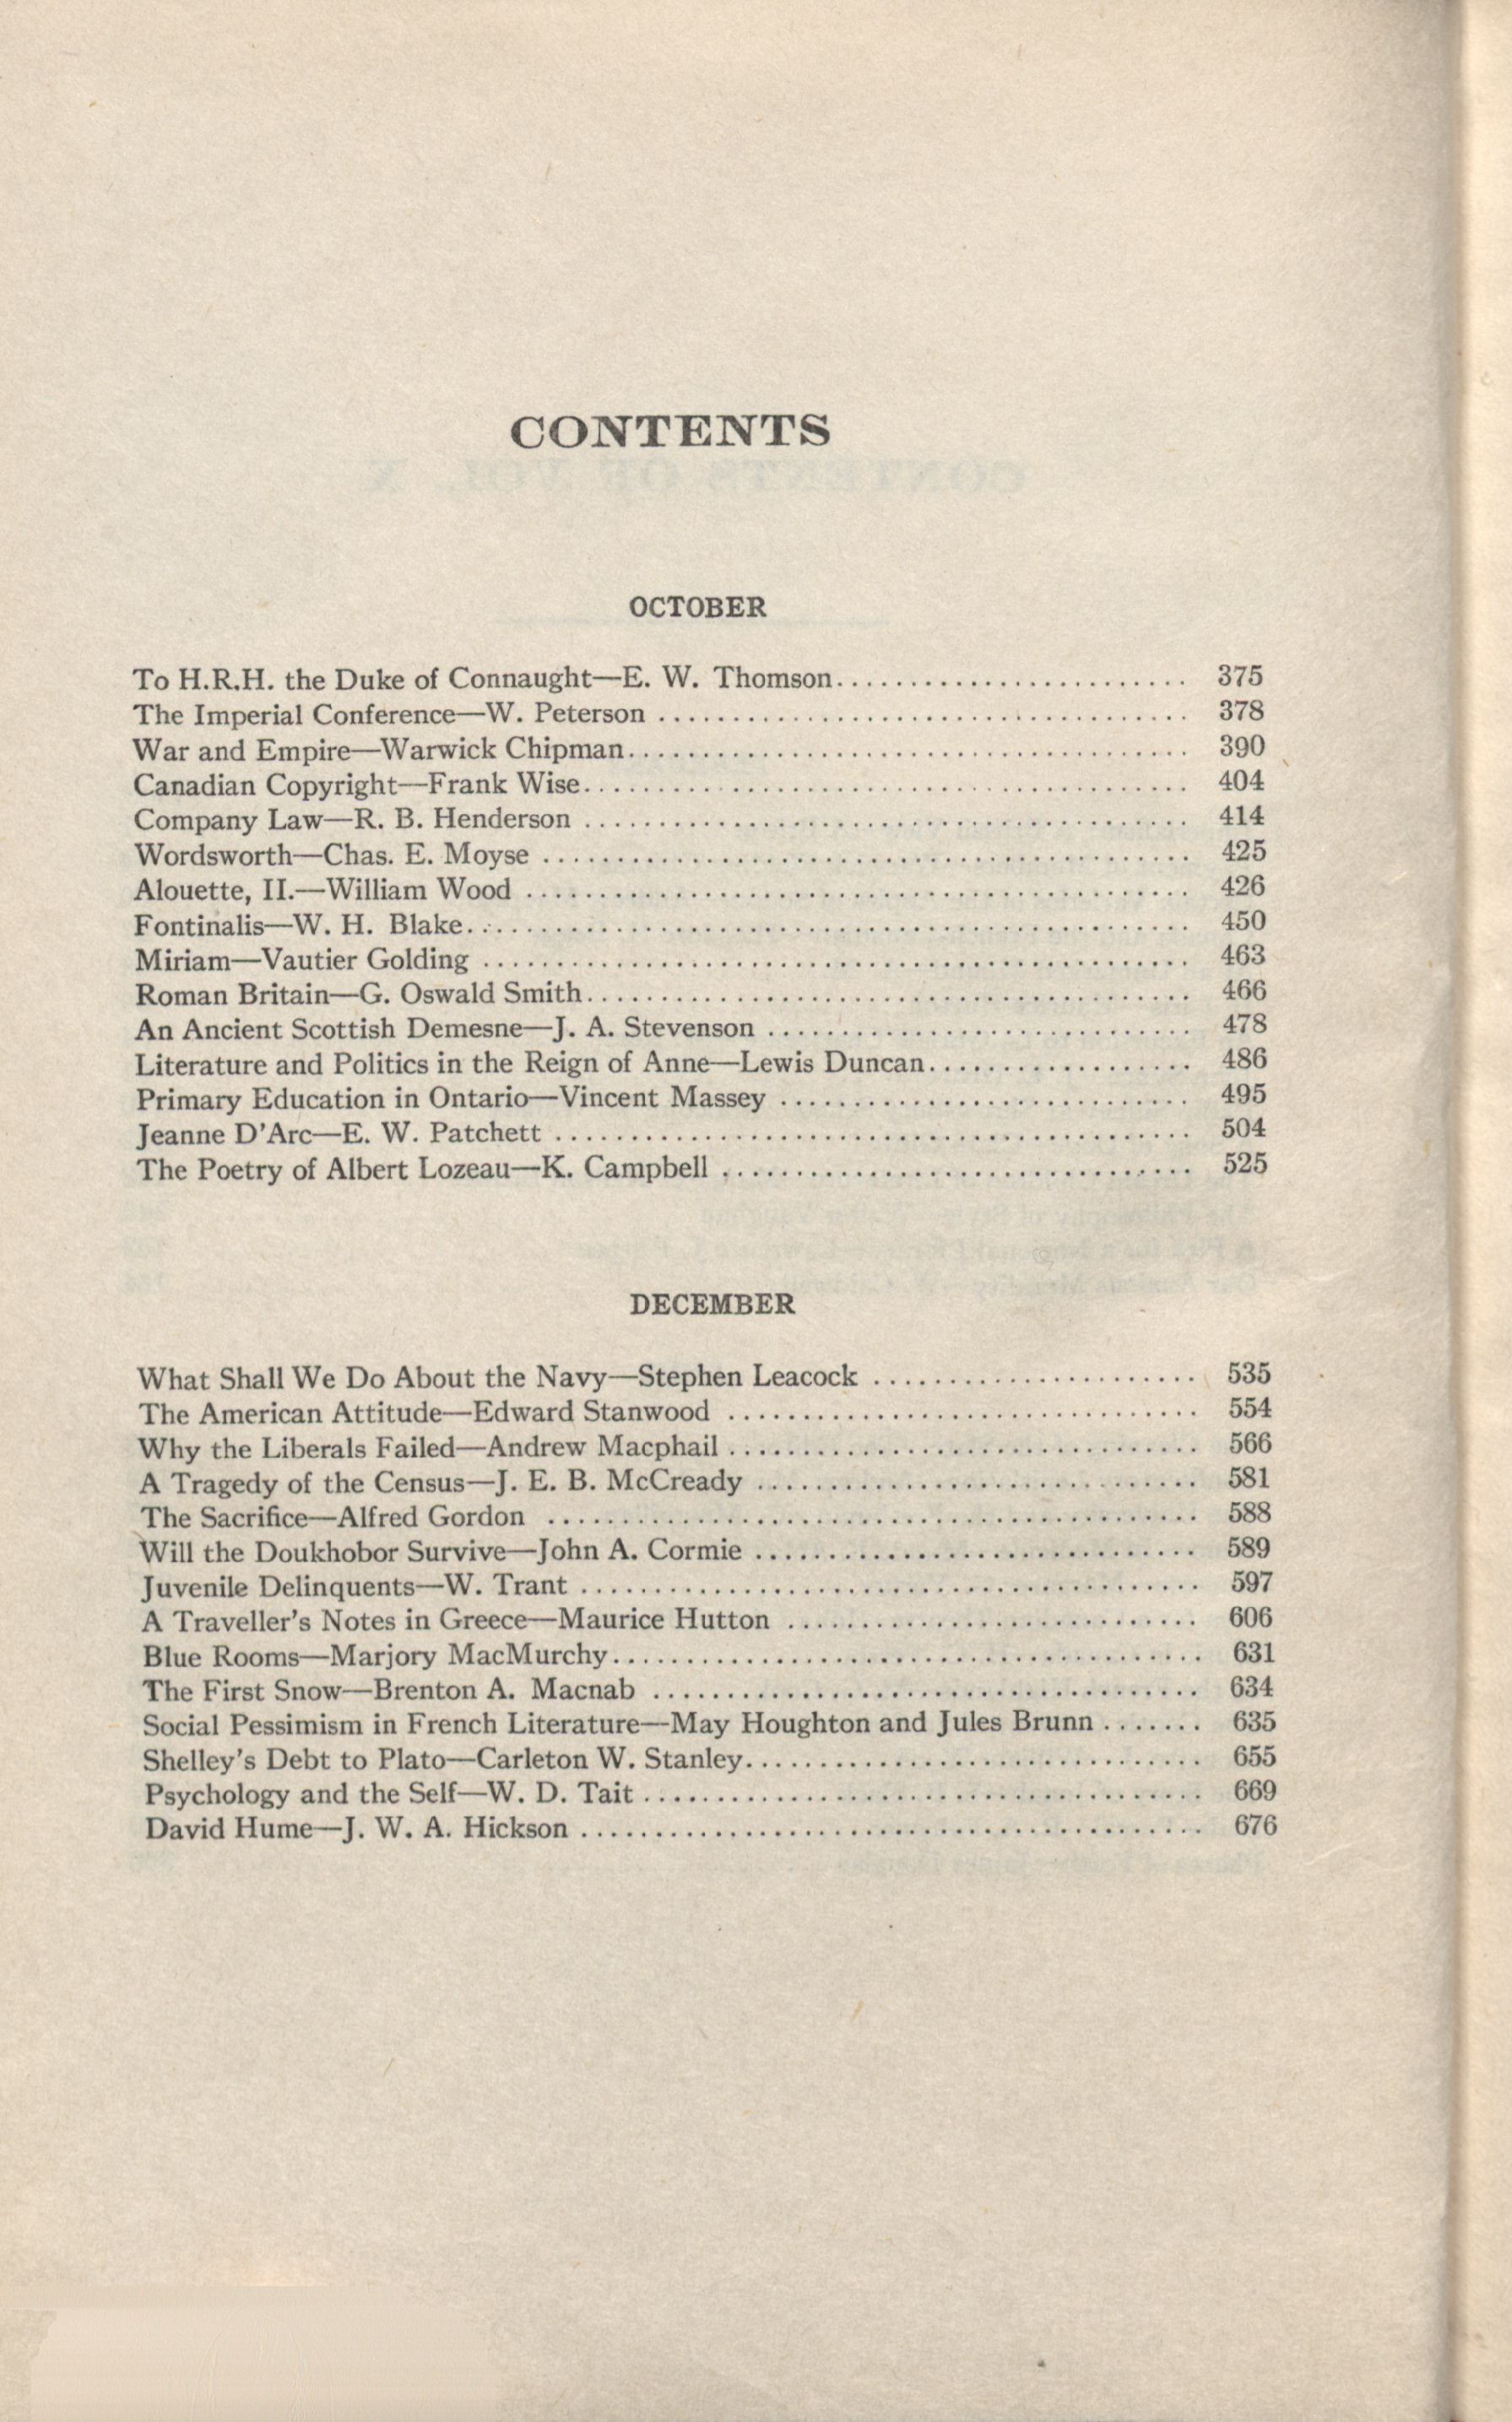 CONTENTS
OCTOBER
To H.R.H. the Duke of Connaught—E. W. Thomson........................ 375
The Imperial Conference—W. Peterson .................................... 378
War and Empire—Warwick Chipman...................................... 390
Canadian Copyright—Frank Wise......................................... 404
Company Law—R. B. Henderson ......................................... 414
Wordsworth—Chas. E. Moyse ............................................ 425
Alouette, II.—William Wood ............................................. 426
Fontinalis—W. H. Blake................................................. 450
Miriam—Vautier Golding ................................................ 463
Roman Britain—G. Oswald Smith......................................... 466
An Ancient Scottish Demesne—J. A. Stevenson ............................. 478
Literature and Politics in the Reign of Anne—Lewis Duncan.................. 486
Primary Education in Ontario—Vincent Massey ............................ 495
Jeanne D'Arc—E. W. Patchett ........................................... 504
The Poetry of Albert Lozeau—K. Campbell ................................ 525
DECEMBER
What Shall We Do About the Navy—Stephen Leacock ...................... 535
The American Attitude—Edward Stanwood ................................ 554
Why the Liberals Failed—Andrew Macphail ................................ 566
A Tragedy of the Census—J. E. B. McCready .............................. 581
The Sacrifice—Alfred Gordon ............................................ 588
Will the Doukhobor Survive—John A. Cormie .............................. 589
Juvenile Delinquents—W. Trant .......................................... 597
A Traveller's Notes in Greece—Maurice Hutton ............................ 606
Blue Rooms—Marjory MacMurchy........................................ 631
The First Snow—Brenton A. Macnab ..................................... 634
Social Pessimism in French Literature—May Houghton and Jules Brunn ....... 635
Shelley's Debt to Plato—Carleton W. Stanley............................... 655
Psychology and the Self—W. D. Tait ...................................... 669
David Hume—J. W. A. Hickson .......................................... 676